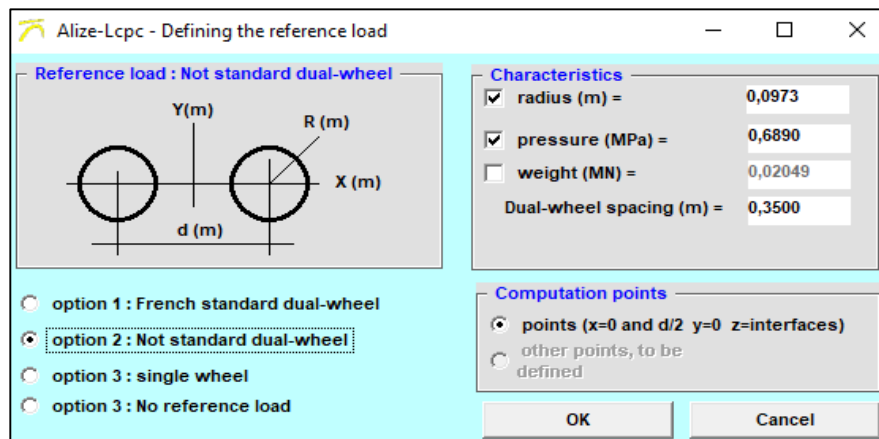 Alize-Lcpc - Defining the reference load
Reference load : Not standard dual-wheel
Y(m)
R (m)
X (m)
d (m)
Characteristics
radius (m) = 0,0973
pressure (MPa) = 0,6890
weight (MN) = 0,02049
Dual-wheel spacing (m) = 0,3500
option 1 : French standard dual-wheel
option 2 : Not standard dual-wheel
option 3 : single wheel
option 3 : No reference load
Computation points
points (x=0 and d/2 y=0 z=interfaces)
other points, to be
defined
OK
Cancel